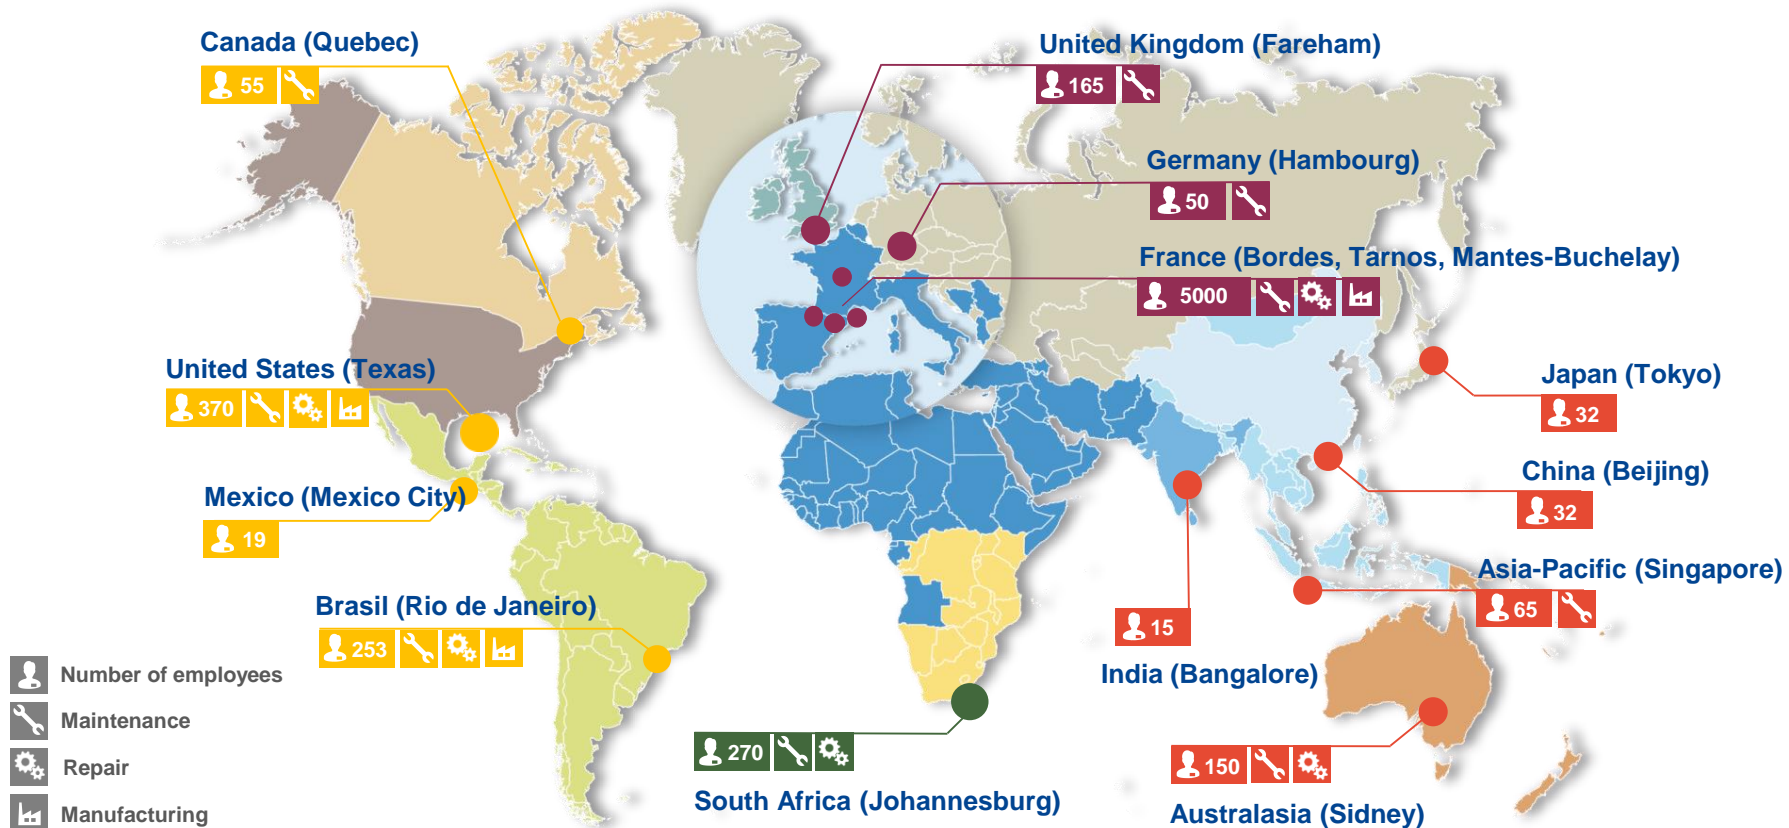 Canada (Quebec)
55
United Kingdom (Fareham)
165
Germany (Hambourg)
50
France (Bordes, Tarnos, Mantes-Buchelay)
5000
United States (Texas)
370
Japan (Tokyo)
32
Mexico (Mexico City)
19
China (Beijing)
32
Asia-Pacific (Singapore)
65
Brasil (Rio de Janeiro)
253
15
India (Bangalore)
270
South Africa (Johannesburg)
150
Australasia (Sidney)
Number of employees
Maintenance
Repair
Manufacturing